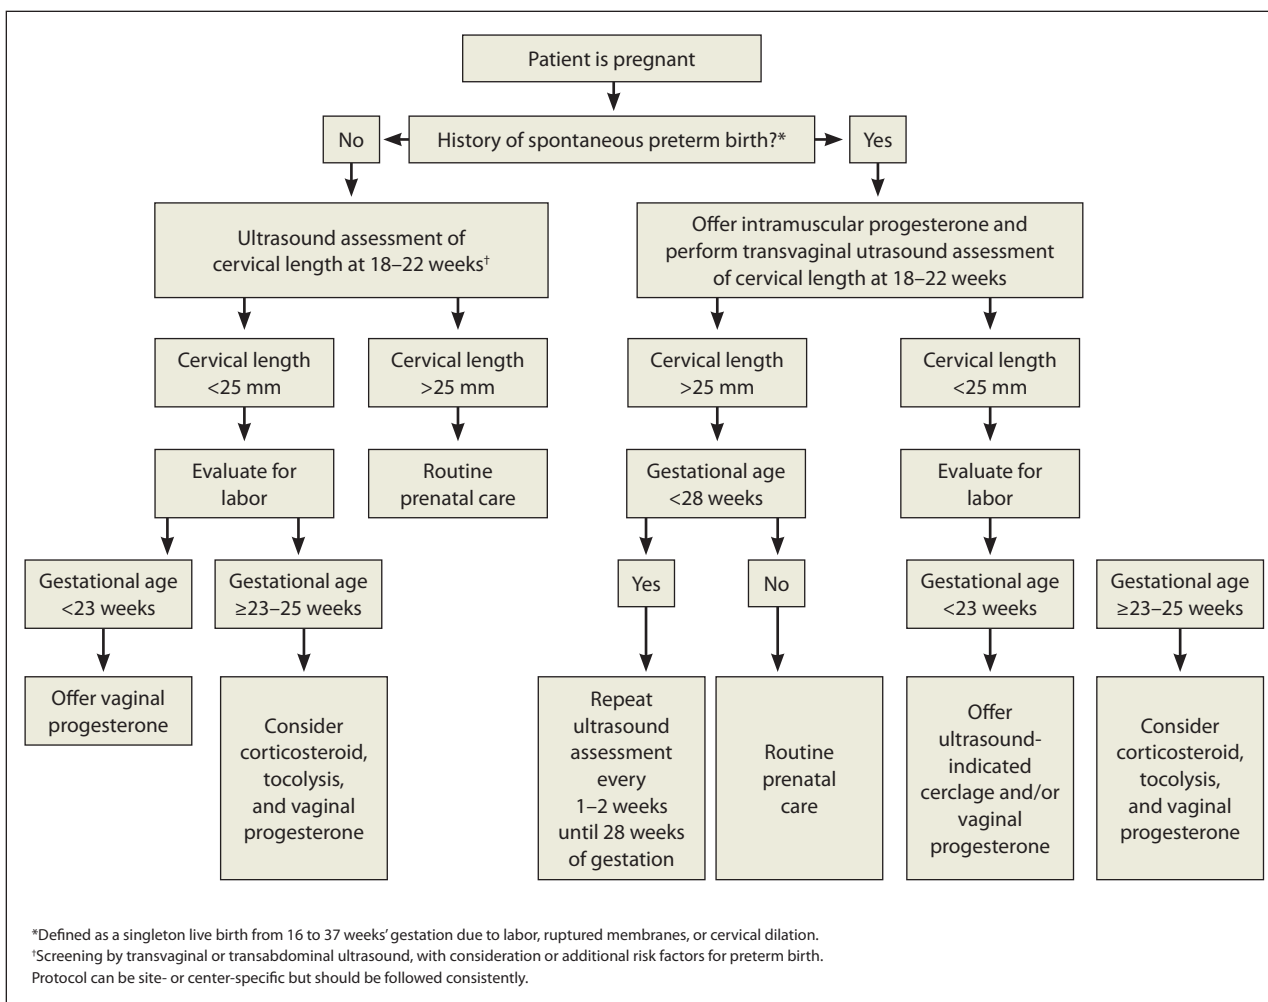 Patient is pregnant
No
History of spontaneous preterm birth?*
Yes
Ultrasound assessment of
cervical length at 18–22 weeks†
Offer intramuscular progesterone and
perform transvaginal utrasound assessment
of cervical length at 18–22 weeks
Cervical length
<25 mm
Cervical length
>25 mm
Cervical length
>25 mm
Cervical length
<25 mm
Evaluate for
labor
Routine
prenatal care
Gestational age
<28 weeks
Evaluate for
labor
Gestational age
<23 weeks
Gestational age
≥23–25 weeks
Yes
No
Gestational age
<23 weeks
Gestational age
≥23–25 weeks
Offer vaginal
progesterone
Consider
corticosteroid,
tocolysis,
and vaginal
progesterone
Repeat
ultrasound
assessment
every
1–2 weeks
until 28 weeks
of gestation
Routine
prenatal
care
Offer
ultrasound-
indicated
cerclage and/or
vaginal
progesterone
Consider
corticosteroid,
tocolysis,
and vaginal
progesterone
*Defined as a singleton live birth from 16 to 37 weeks' gestation due to labor, ruptured membranes, or cervical dilation.
†Screening by transvaginal or transabdominal ultrasound, with consideration or additional risk factors for preterm birth.
Protocol can be site- or center-specific but should be followed consistently.